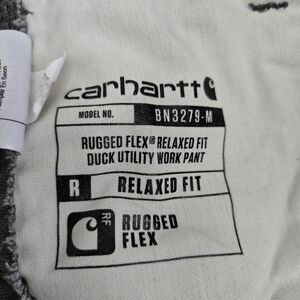 carhartt
MODEL NO. BN3279-M
RUGGED FLEX® RELAXED FIT
DUCK UTILITY WORK PANT
R RELAXED FIT
RF RUGGED
FLEX